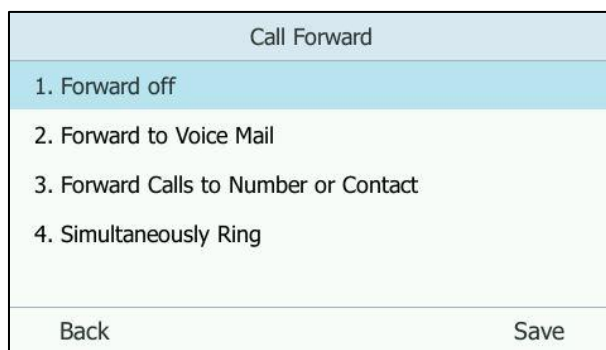 Call Forward
1. Forward off
2. Forward to Voice Mail
3. Forward Calls to Number or Contact
4. Simultaneously Ring
Back Save